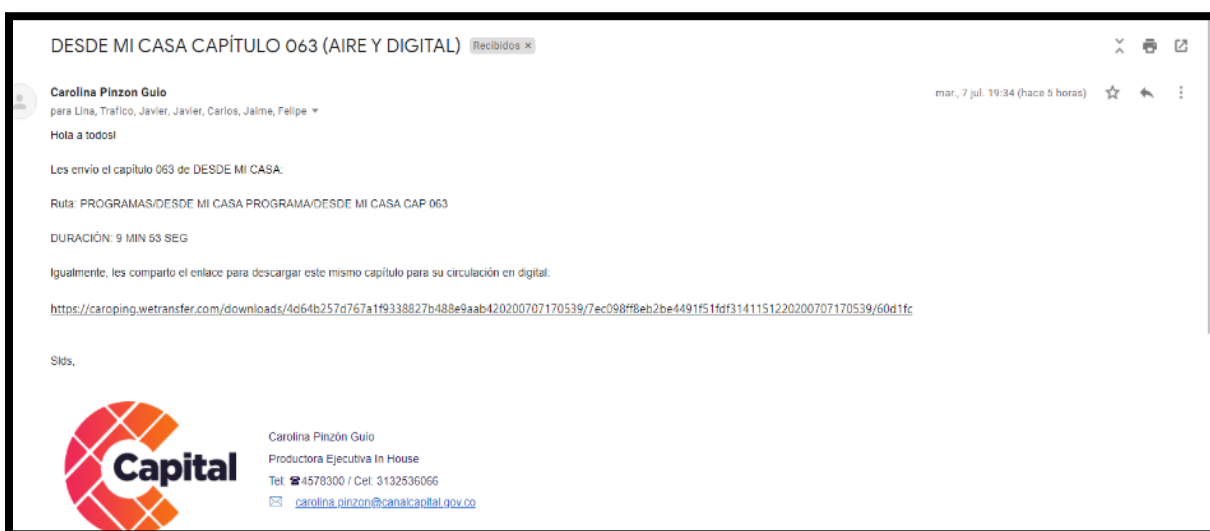 DESDE MI CASA CAPÍTULO 063 (AIRE Y DIGITAL) Recibidos ×
Carolina Pinzon Guio mar., 7 jul. 19:34 (hace 5 horas)
para Lina, Trafico, Javier, Javier, Carlos, Jaime, Felipe
Hola a todos!
Les envío el capítulo 063 de DESDE MI CASA:
Ruta: PROGRAMAS/DESDE MI CASA PROGRAMA/DESDE MI CASA CAP 063
DURACIÓN: 9 MIN 53 SEG
Igualmente, les comparto el enlace para descargar este mismo capítulo para su circulación en digital:
https://caroping.wetransfer.com/downloads/4d64b257d767a1f9338827b488e9aab420200707170539/7ec098ff8eb2be4491f51fdf3141151220200707170539/60d1fc
Slds,
Capital
Carolina Pinzón Guio
Productora Ejecutiva In House
Tel: ☎4578300 / Cel: 3132536066
carolina.pinzon@canalcapital.gov.co